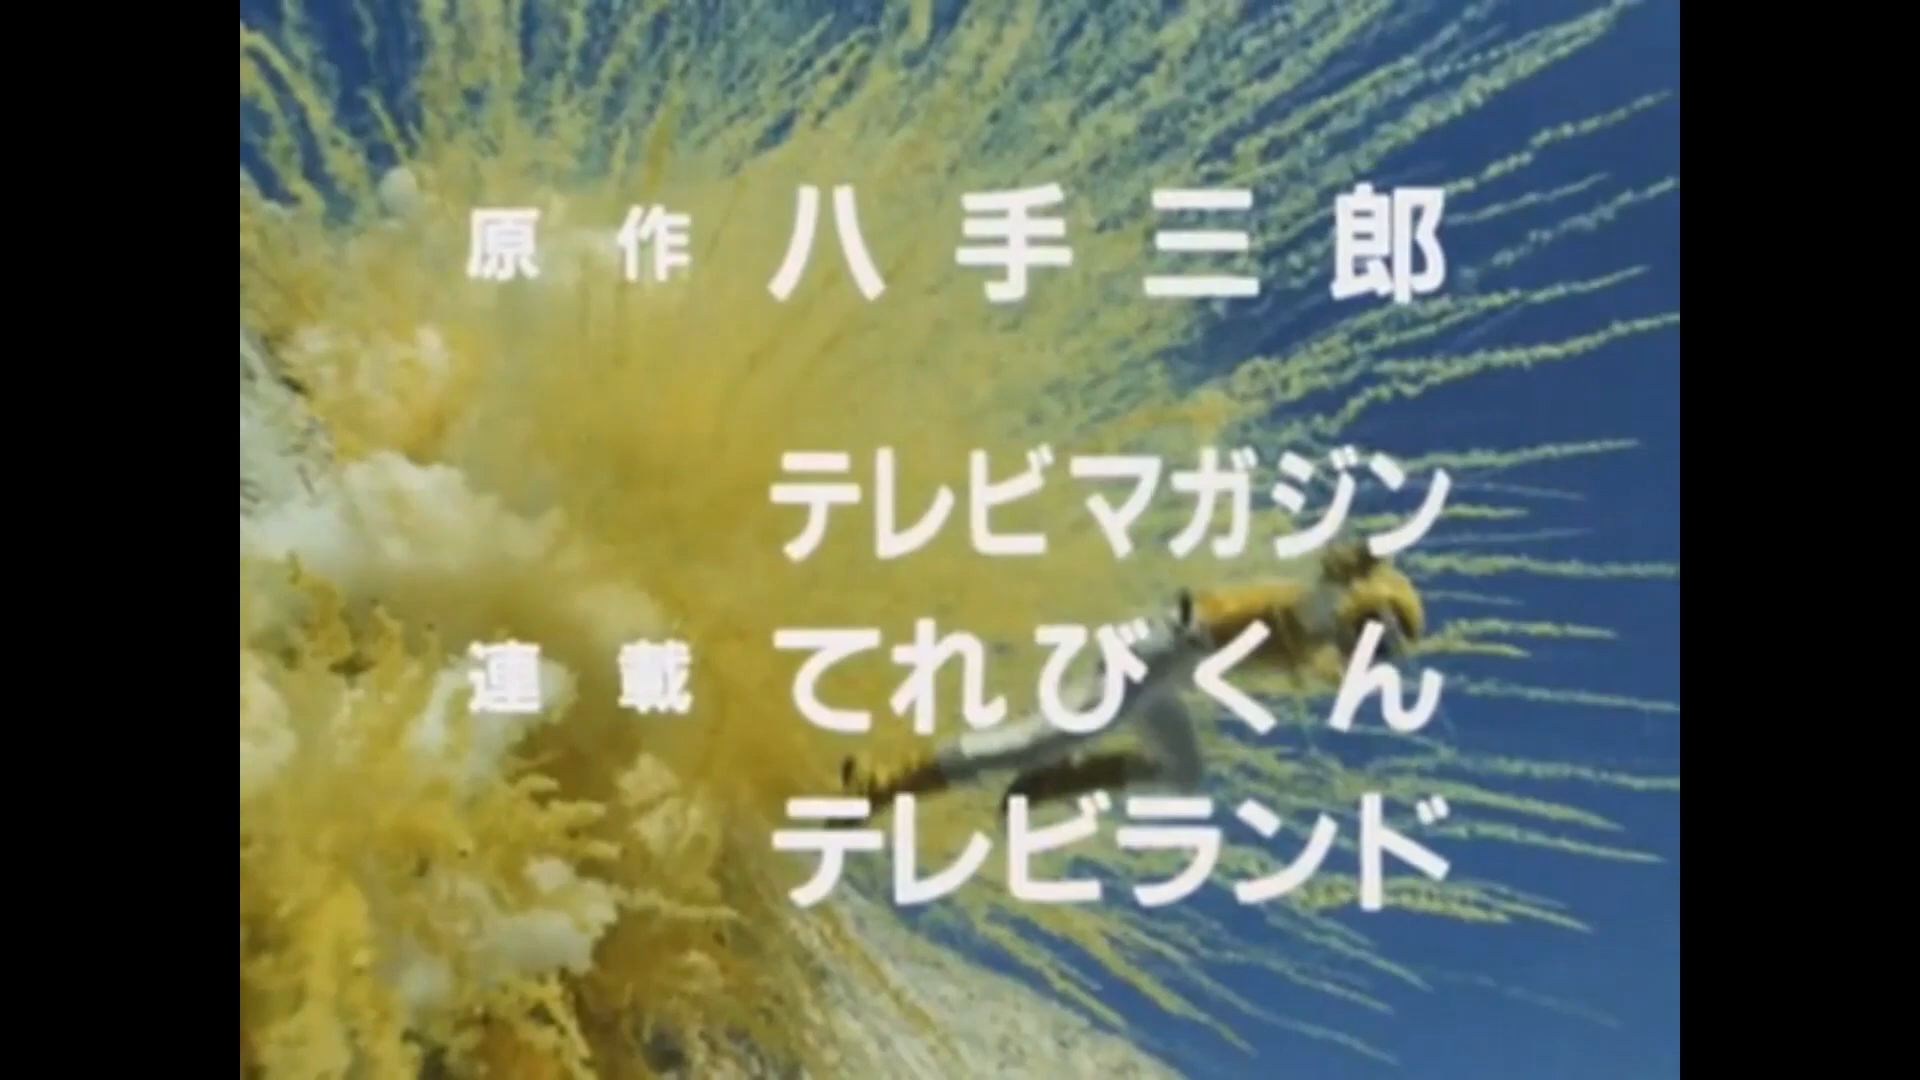 原作 八手三郎
テレビマガジン
連載 てれびくん
テレビランド